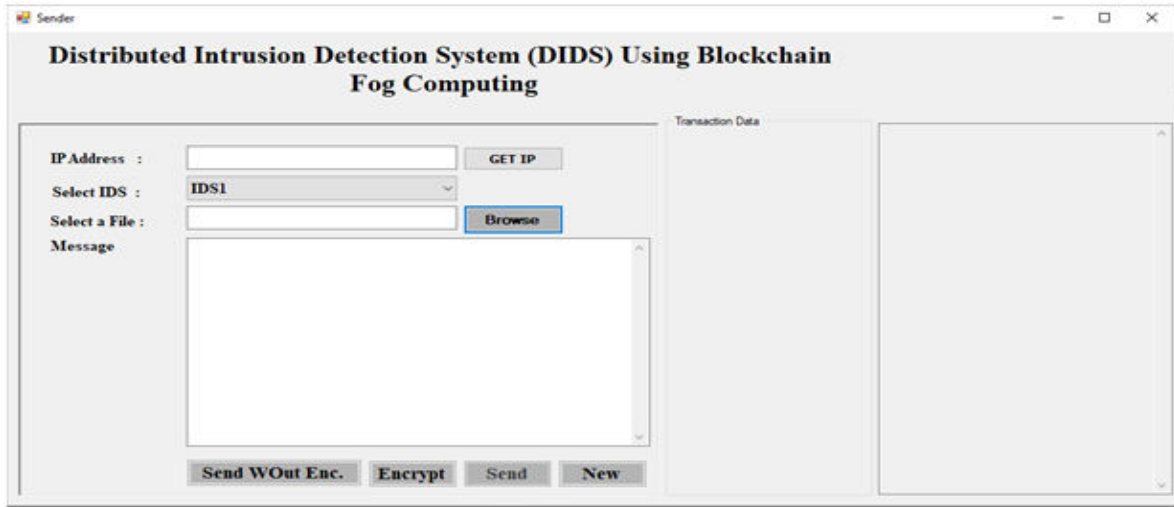 Sender
Distributed Intrusion Detection System (DIDS) Using Blockchain
Fog Computing
Transaction Data
IP Address :
GET IP
Select IDS :
IDS1
Select a File :
Browse
Message
Send WOut Enc.
Encrypt
Send
New